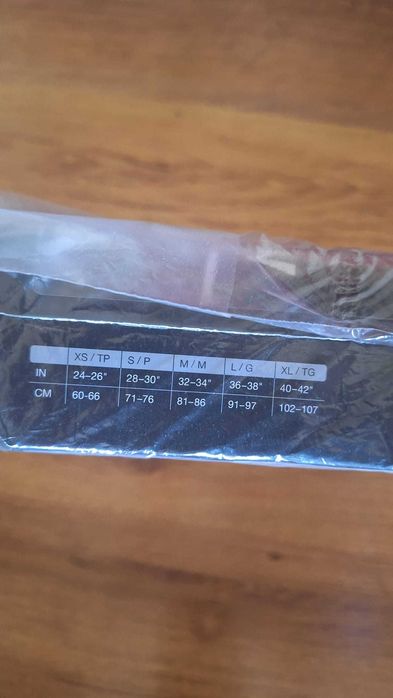 XS / TP S / P M / M L / G XL / TG
IN 24–26" 28–30" 32–34" 36–38" 40–42"
CM 60-66 71-76 81–86 91–97 102–107